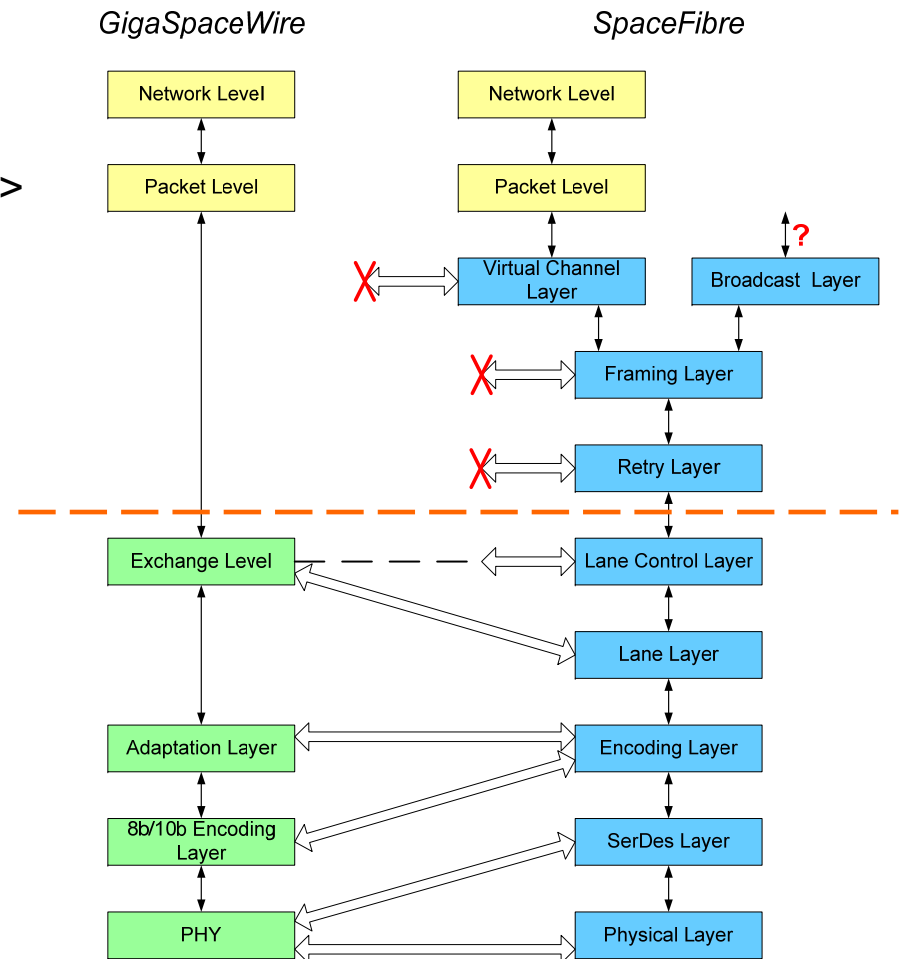 GigaSpaceWire
SpaceFibre
Network Level
Network Level
>
Packet Level
Packet Level
?
Virtual Channel
Layer
Broadcast Layer
Framing Layer
Retry Layer
Exchange Level
Lane Control Layer
Lane Layer
Adaptation Layer
Encoding Layer
8b/10b Encoding
Layer
SerDes Layer
PHY
Physical Layer